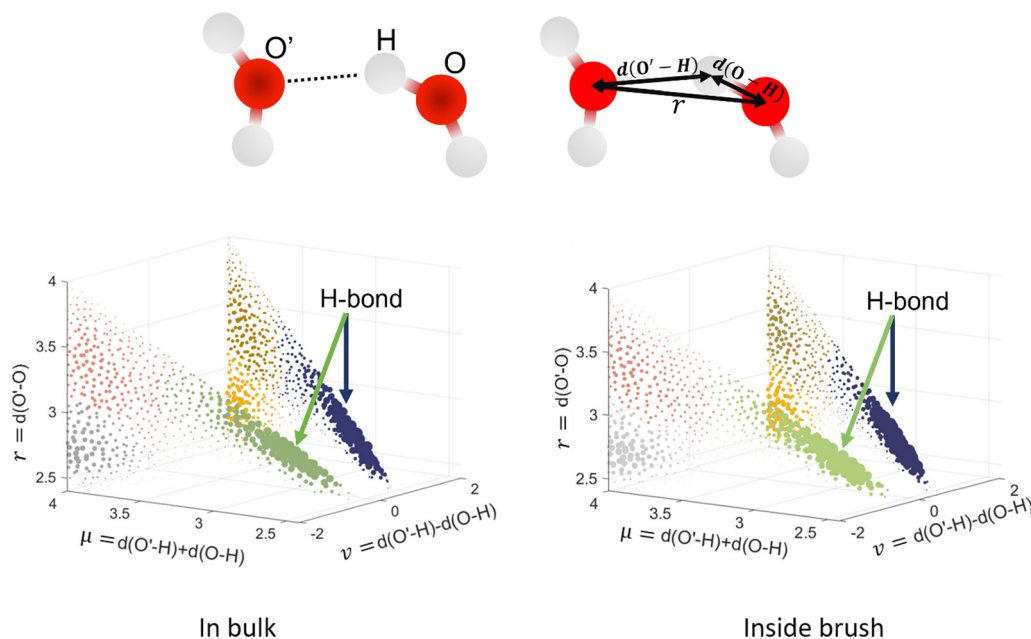 O' H O
d(O' – H) d(O – H)
r
H-bond
4
3.5
3
2.5
r = d(O'-O)
4 3.5 3 2.5
μ = d(O'-H)+d(O-H)
-2 0 2
ν = d(O'-H)-d(O-H)
In bulk
H-bond
4
3.5
3
2.5
r = d(O'-O)
4 3.5 3 2.5
μ = d(O'-H)+d(O-H)
-2 0 2
ν = d(O'-H)-d(O-H)
Inside brush